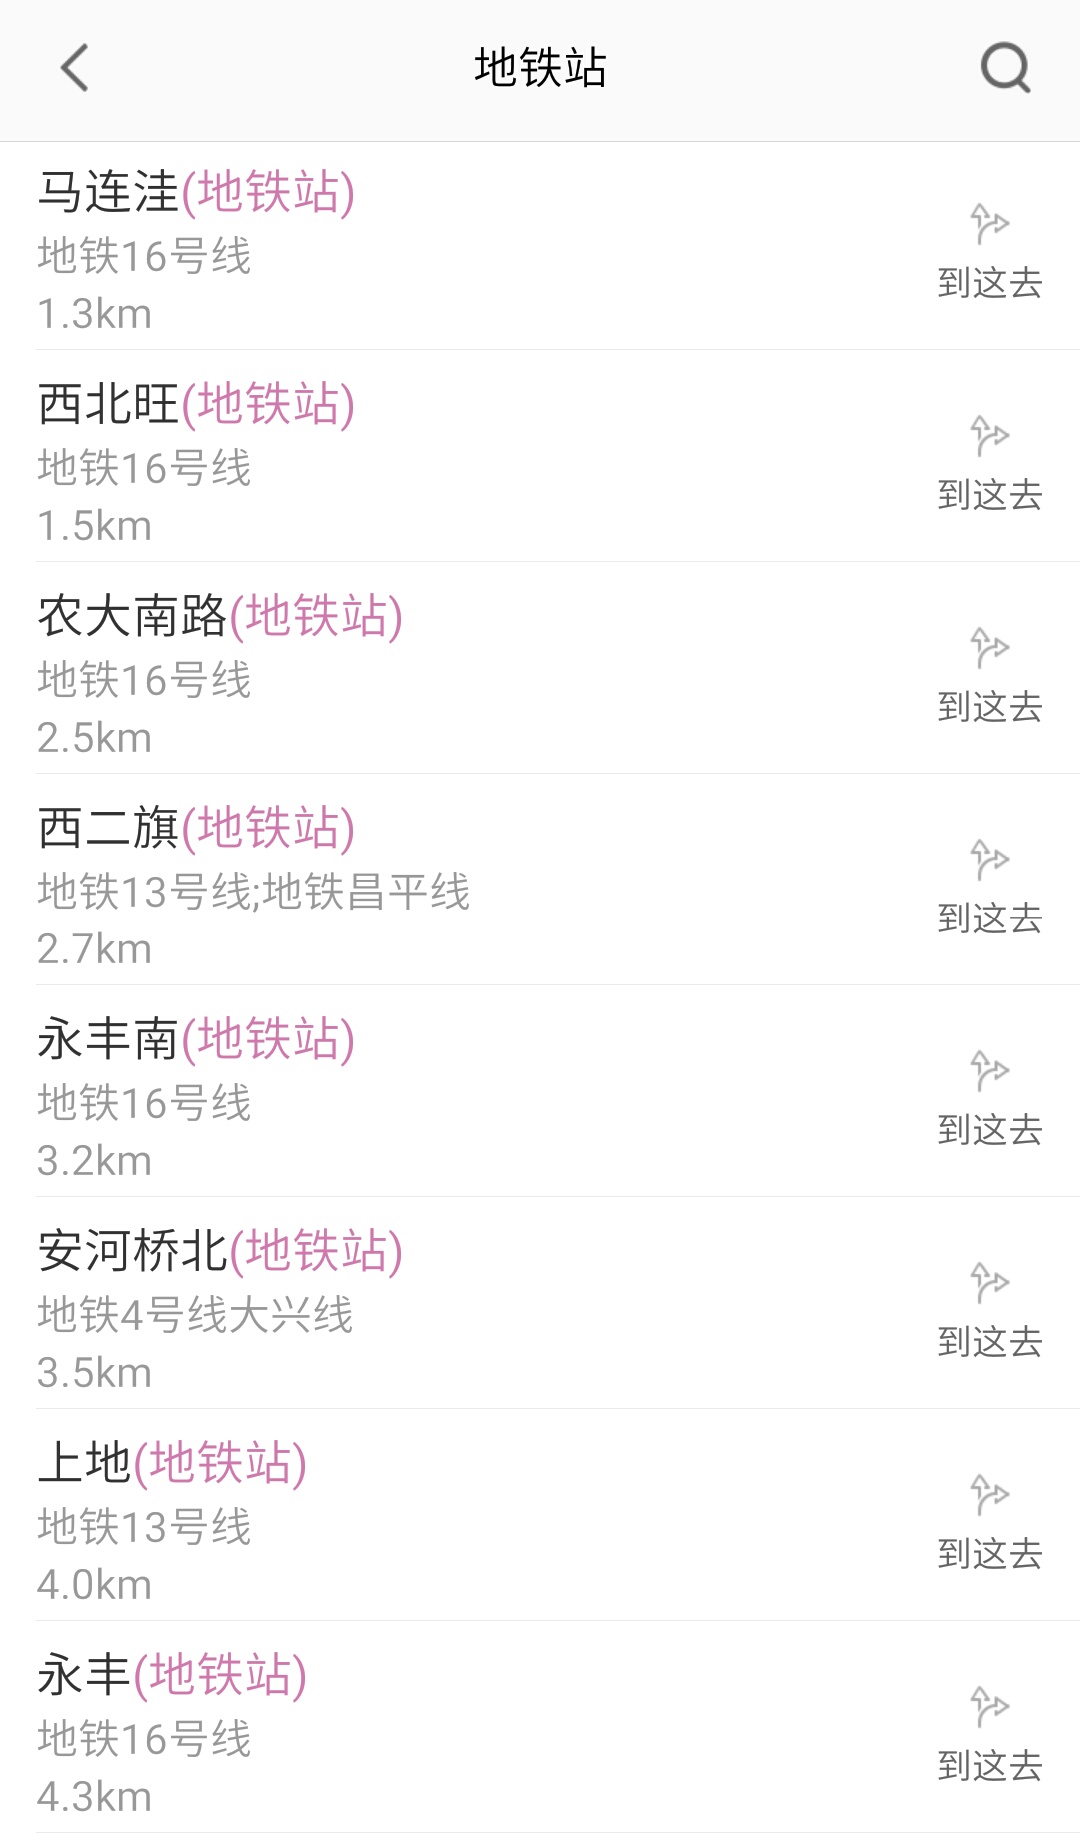 地铁站
马连洼(地铁站)
地铁16号线
1.3km
到这去
西北旺(地铁站)
地铁16号线
1.5km
到这去
农大南路(地铁站)
地铁16号线
2.5km
到这去
西二旗(地铁站)
地铁13号线;地铁昌平线
2.7km
到这去
永丰南(地铁站)
地铁16号线
3.2km
到这去
安河桥北(地铁站)
地铁4号线大兴线
3.5km
到这去
上地(地铁站)
地铁13号线
4.0km
到这去
永丰(地铁站)
地铁16号线
4.3km
到这去